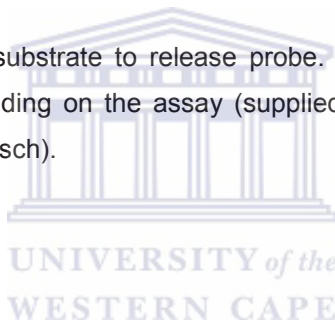 substrate to release probe.
ding on the assay (supplied
sch).
UNIVERSITY of the
WESTERN CAPE